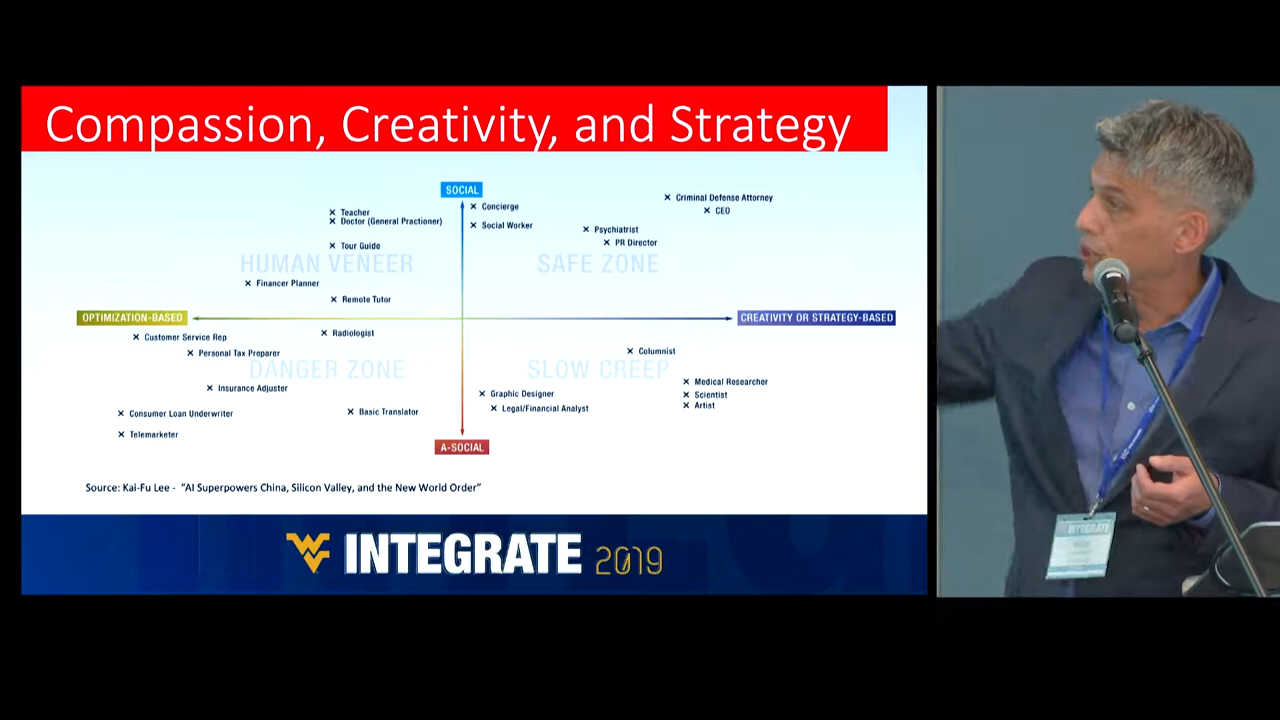 Compassion, Creativity, and Strategy
SOCIAL
Concierge
Social Worker
Criminal Defense Attorney
CEO
Psychiatrist
PR Director
SAFE ZONE
Teacher
Doctor (General Practioner)
Tour Guide
HUMAN VENEER
Financer Planner
Remote Tutor
OPTIMIZATION-BASED
CREATIVITY OR STRATEGY-BASED
Customer Service Rep
Radiologist
Personal Tax Preparer
DANGER ZONE
Insurance Adjustor
Consumer Loan Underwriter
Basic Translator
Telemarketer
Columnist
SLOW CREEP
Medical Researcher
Graphic Designer
Scientist
Legal/Financial Analyst
Artist
A-SOCIAL
Source: Kai-Fu Lee - “AI Superpowers China, Silicon Valley, and the New World Order”
WV INTEGRATE 2019
INTEGRATE